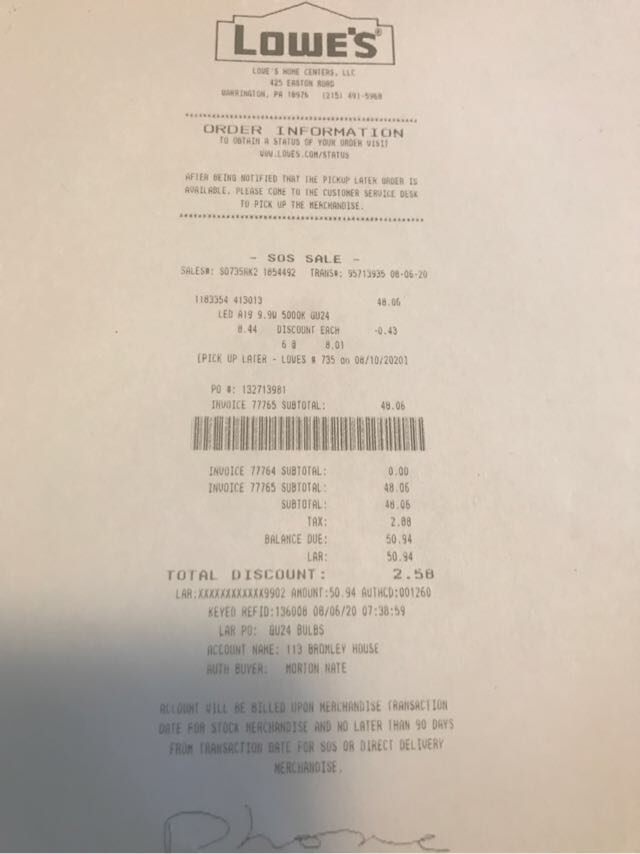 LOWE'S®
LOWE'S HOME CENTERS, LLC
425 EASTON ROAD
WARRINGTON, PA 18976 (215) 491-5968
****************************************************
ORDER INFORMATION
TO OBTAIN A STATUS OF YOUR ORDER VISIT
WWW.LOWES.COM/STATUS
AFTER BEING NOTIFIED THAT THE PICKUP LATER ORDER IS
AVAILABLE, PLEASE COME TO THE CUSTOMER SERVICE DESK
TO PICK UP THE MERCHANDISE.
****************************************************
- SOS SALE -
SALES#: S0735RK2 1854492 TRANS#: 95713935 08-06-20
1183354 413013 48.06
LED A19 9.9W 5000K GU24
8.44 DISCOUNT EACH -0.43
6 @ 8.01
[PICK UP LATER - LOWES # 735 on 08/10/2020]
PO #: 132713981
INVOICE 77765 SUBTOTAL: 48.06
INVOICE 77764 SUBTOTAL: 0.00
INVOICE 77765 SUBTOTAL: 48.06
SUBTOTAL: 48.06
TAX: 2.88
BALANCE DUE: 50.94
LAR: 50.94
TOTAL DISCOUNT: 2.58
LAR:XXXXXXXXXXXX9902 AMOUNT:50.94 AUTHCD:001260
KEYED REFID:136008 08/06/20 07:38:59
LAR PO: GU24 BULBS
ACCOUNT NAME: 113 BROMLEY HOUSE
AUTH BUYER: MORTON NATE
ACCOUNT WILL BE BILLED UPON MERCHANDISE TRANSACTION
DATE FOR STOCK MERCHANDISE AND NO LATER THAN 90 DAYS
FROM TRANSACTION DATE FOR SOS OR DIRECT DELIVERY
MERCHANDISE.
Phone